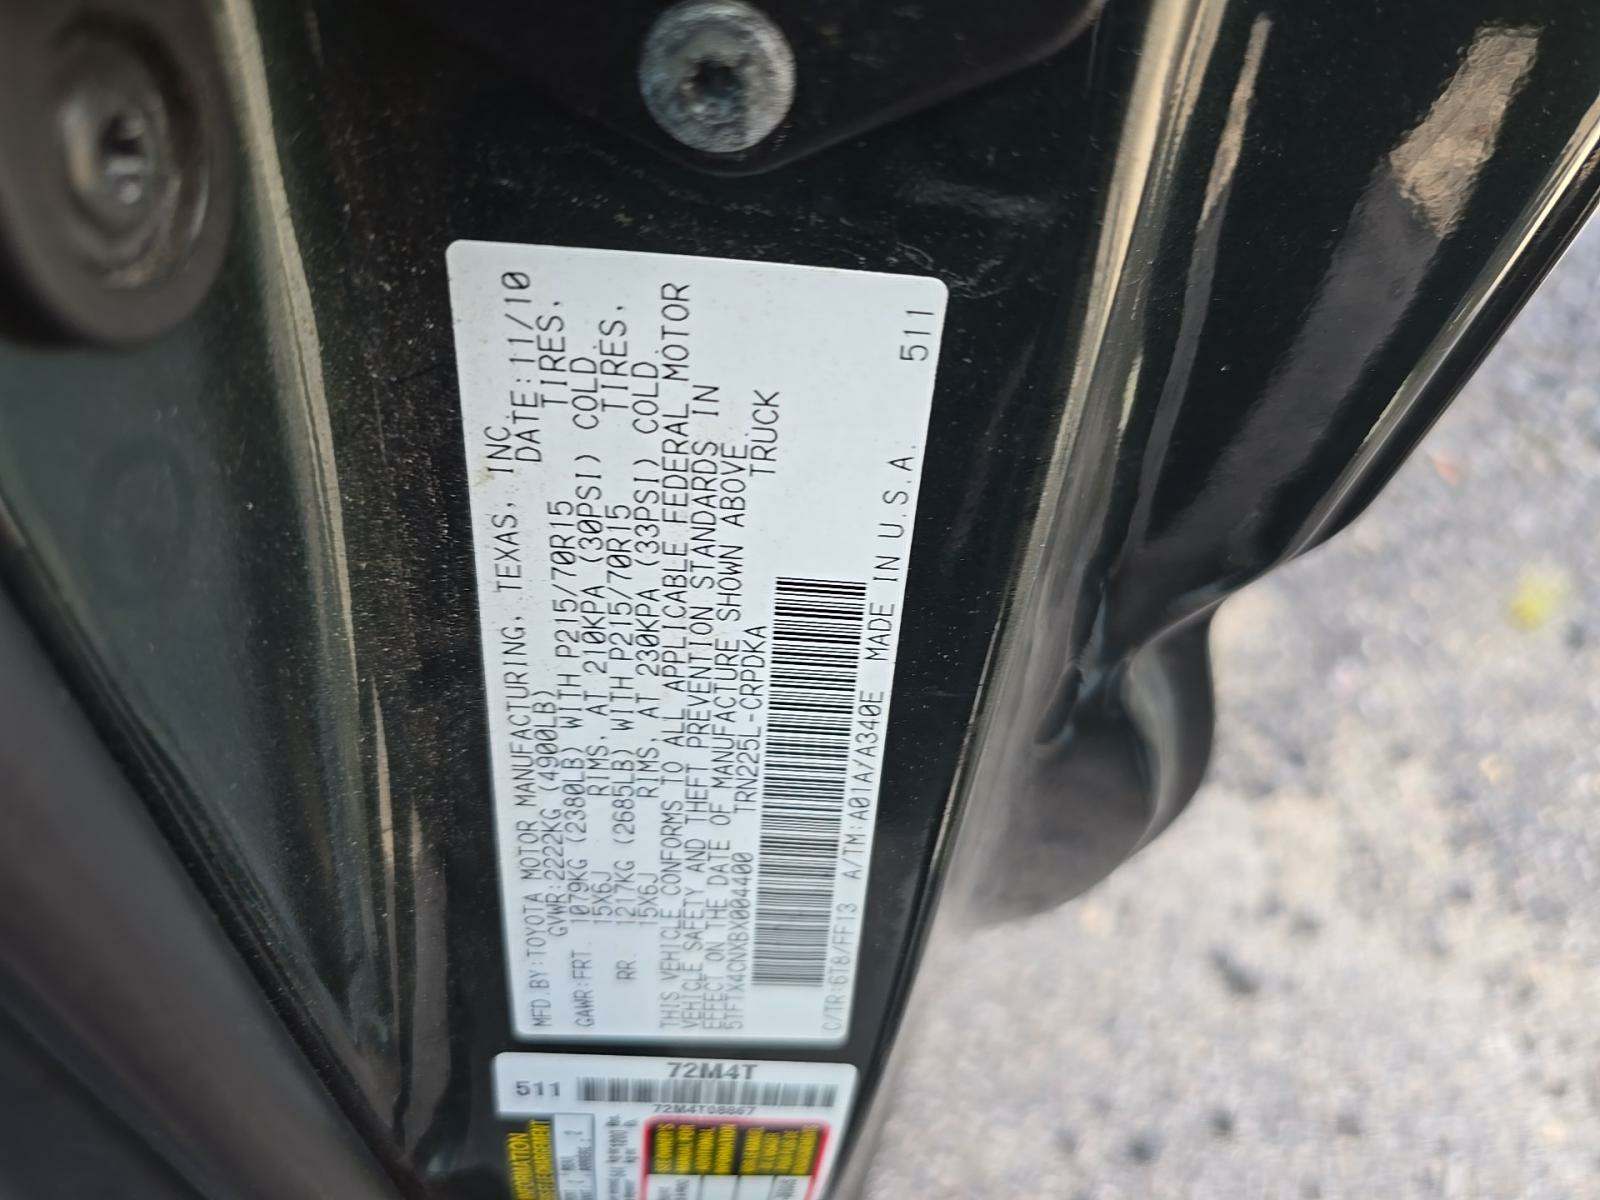 MFD.BY:TOYOTA MOTOR MANUFACTURING, TEXAS, INC.
GVWR:2222KG (4900LB) DATE:11/10
GAWR:FRT. 1079KG (2380LB) WITH P215/70R15 TIRES,
15X6J RIMS, AT 210KPA (30PSI) COLD
RR. 1217KG (2685LB) WITH P215/70R15 TIRES,
15X6J RIMS, AT 230KPA (33PSI) COLD
THIS VEHICLE CONFORMS TO ALL APPLICABLE FEDERAL MOTOR
VEHICLE SAFETY AND THEFT PREVENTION STANDARDS IN
EFFECT ON THE DATE OF MANUFACTURE SHOWN ABOVE.
5TFTX4CNXBX004400 TRN225L-CRPDKA TRUCK
C/TR:6T8/FF13 A/TM:A01A/A340E MADE IN U.S.A. 511
72M4T
511
72M4T08867